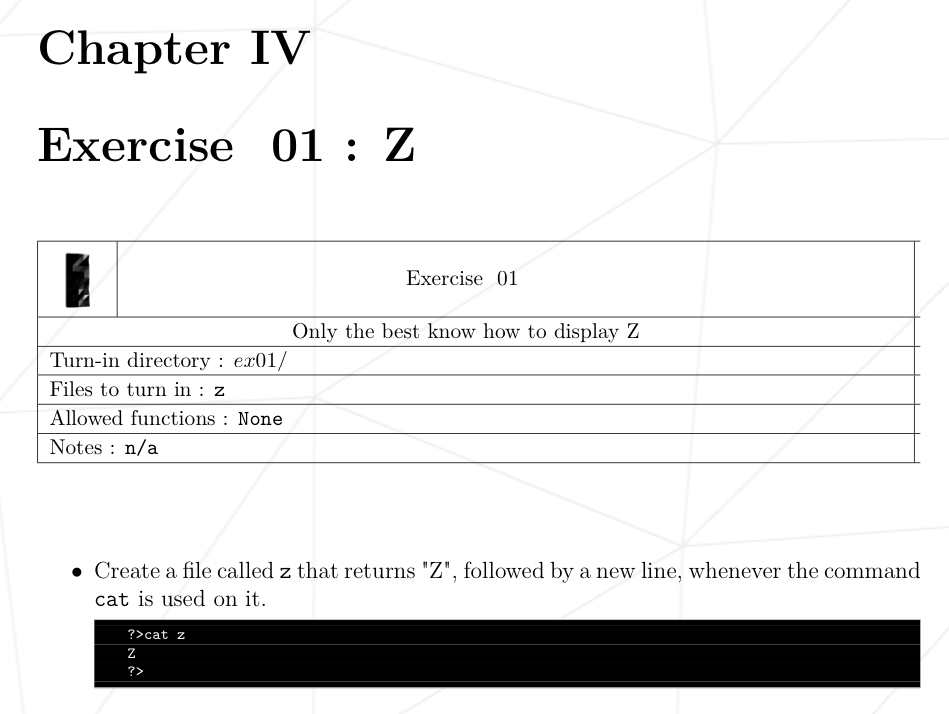 Chapter IV
Exercise 01 : Z
Exercise 01
Only the best know how to display Z
Turn-in directory : ex01/
Files to turn in : z
Allowed functions : None
Notes : n/a
• Create a file called z that returns "Z", followed by a new line, whenever the command
cat is used on it.
?>cat z
Z
?>